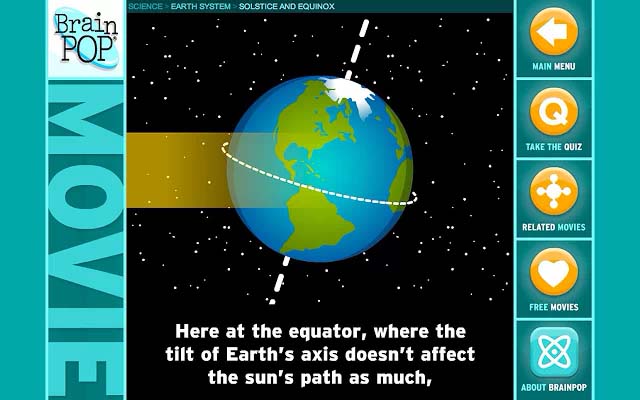 SCIENCE > EARTH SYSTEM > SOLSTICE AND EQUINOX
Brain
POP®
MOVIE
MAIN MENU
Q
TAKE THE QUIZ
RELATED MOVIES
FREE MOVIES
ABOUT BRAINPOP
Here at the equator, where the
tilt of Earth's axis doesn't affect
the sun's path as much,